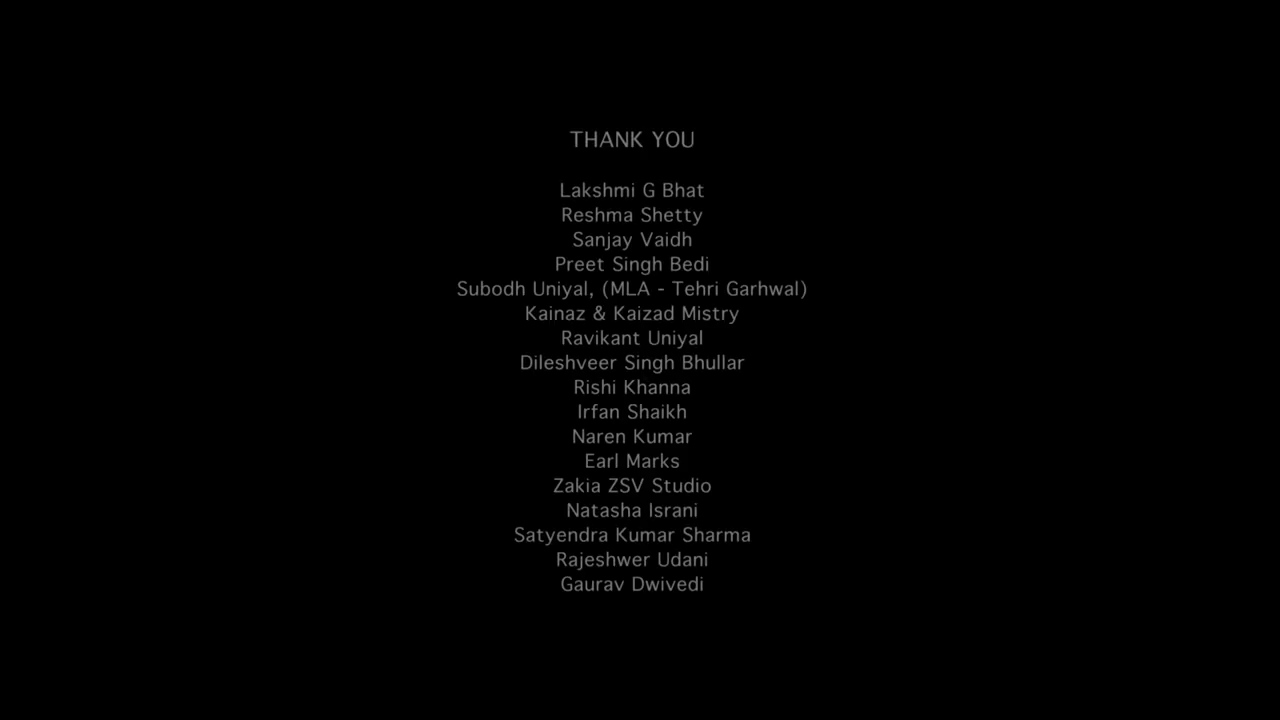 THANK YOU
Lakshmi G Bhat
Reshma Shetty
Sanjay Vaidh
Preet Singh Bedi
Subodh Uniyal, (MLA - Tehri Garhwal)
Kainaz & Kaizad Mistry
Ravikant Uniyal
Dileshveer Singh Bhullar
Rishi Khanna
Irfan Shaikh
Naren Kumar
Earl Marks
Zakia ZSV Studio
Natasha Israni
Satyendra Kumar Sharma
Rajeshwer Udani
Gaurav Dwivedi